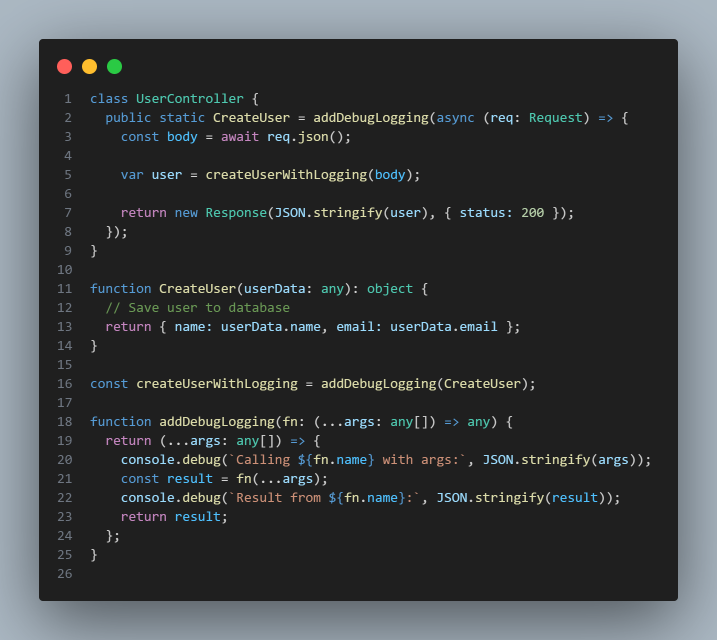 1 class UserController {
2   public static CreateUser = addDebugLogging(async (req: Request) => {
3     const body = await req.json();
4
5     var user = createUserWithLogging(body);
6
7     return new Response(JSON.stringify(user), { status: 200 });
8   });
9 }
10
11 function CreateUser(userData: any): object {
12   // Save user to database
13   return { name: userData.name, email: userData.email };
14 }
15
16 const createUserWithLogging = addDebugLogging(CreateUser);
17
18 function addDebugLogging(fn: (...args: any[]) => any) {
19   return (...args: any[]) => {
20     console.debug(`Calling ${fn.name} with args:`, JSON.stringify(args));
21     const result = fn(...args);
22     console.debug(`Result from ${fn.name}:`, JSON.stringify(result));
23     return result;
24   };
25 }
26